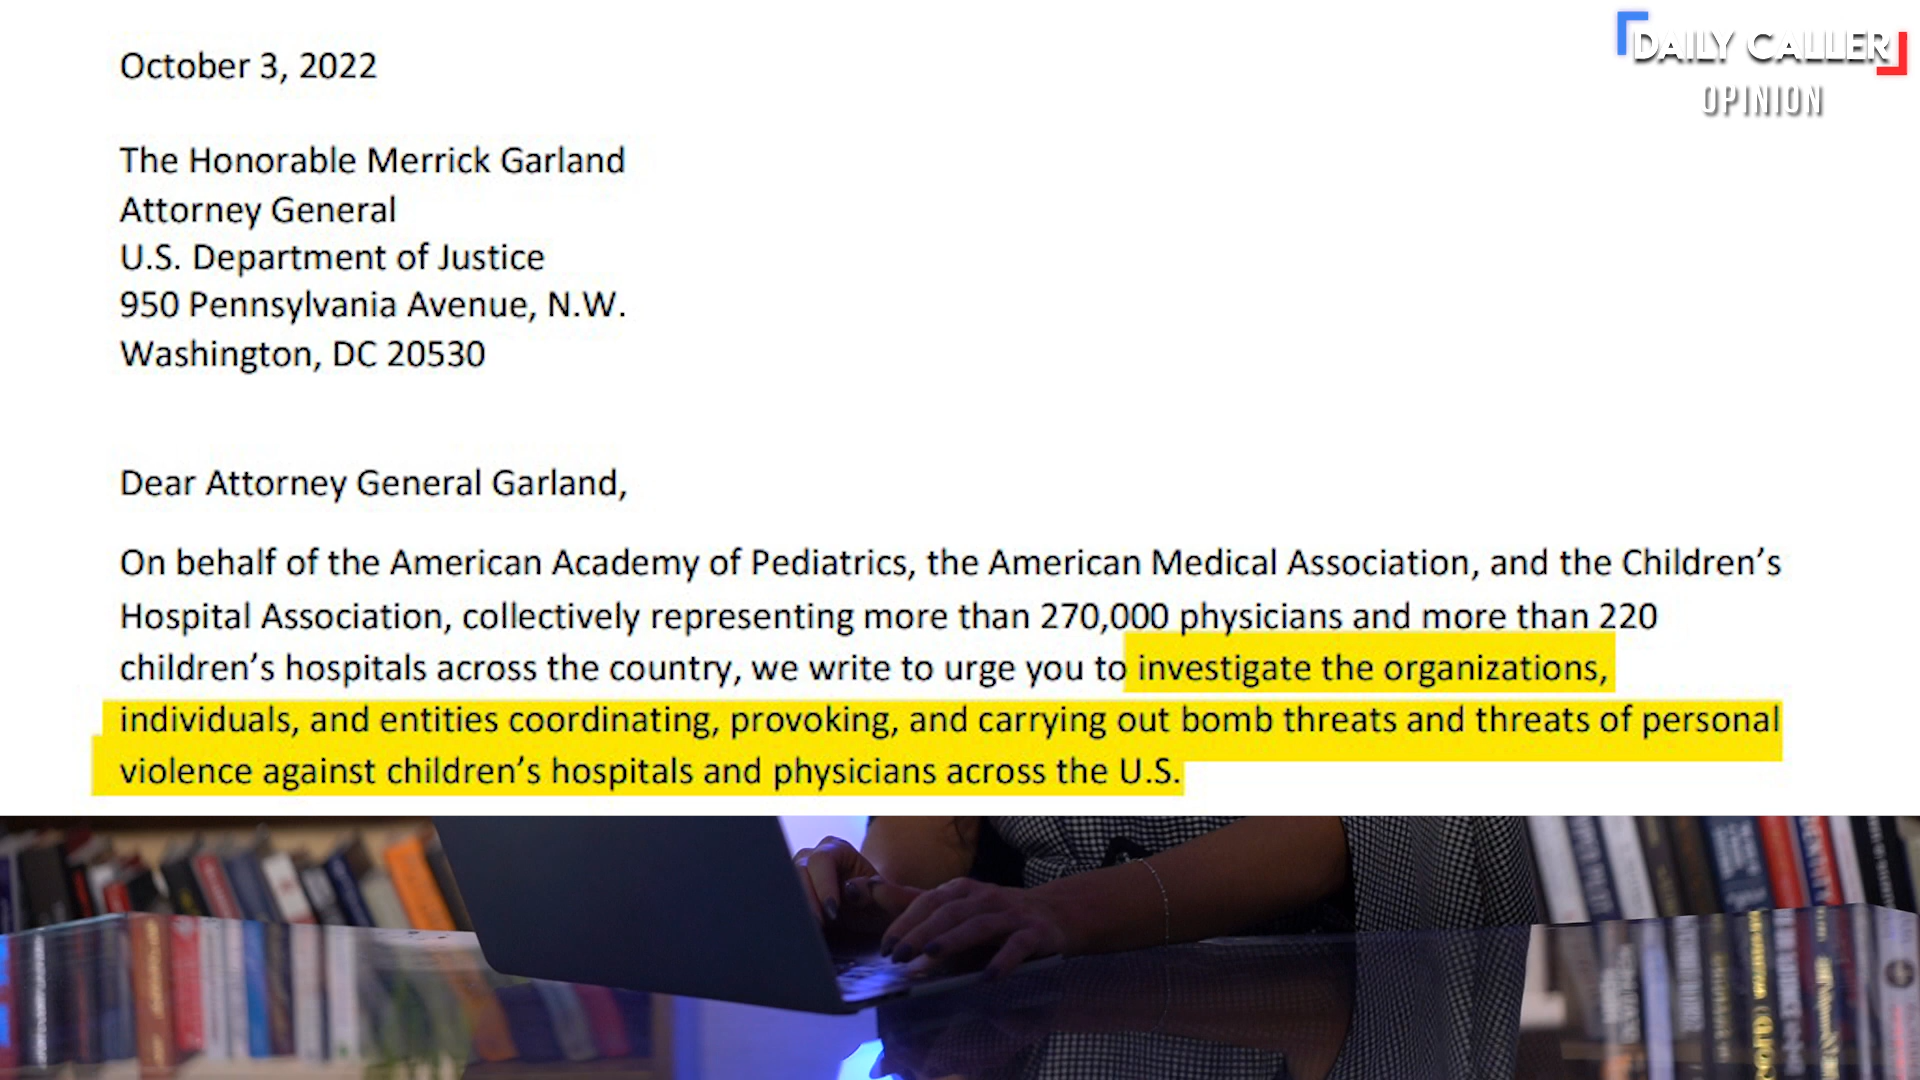 DAILY CALLER
OPINION
October 3, 2022
The Honorable Merrick Garland
Attorney General
U.S. Department of Justice
950 Pennsylvania Avenue, N.W.
Washington, DC 20530
Dear Attorney General Garland,
On behalf of the American Academy of Pediatrics, the American Medical Association, and the Children’s
Hospital Association, collectively representing more than 270,000 physicians and more than 220
children’s hospitals across the country, we write to urge you to investigate the organizations,
individuals, and entities coordinating, provoking, and carrying out bomb threats and threats of personal
violence against children’s hospitals and physicians across the U.S.